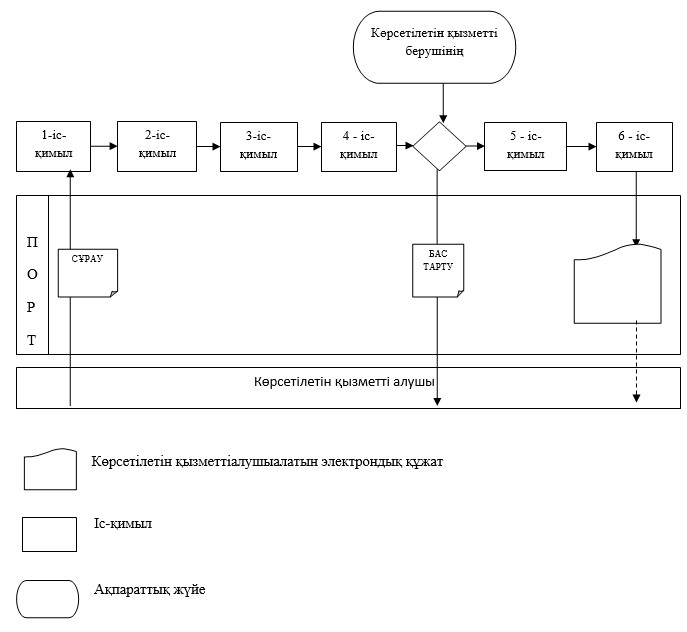 Көрсетілетін қызметті
берушінің
1-іс-
қимыл
2-іс-
қимыл
3-іс-
қимыл
4 - іс-
қимыл
5 - іс-
қимыл
6 - іс-
қимыл
П
О
Р
Т
СҰРАУ
БАС
ТАРТУ
Көрсетілетін қызметті алушы
Көрсетілетін қызметтіалушыалатын электрондық құжат
Іс-қимыл
Ақпараттық жүйе